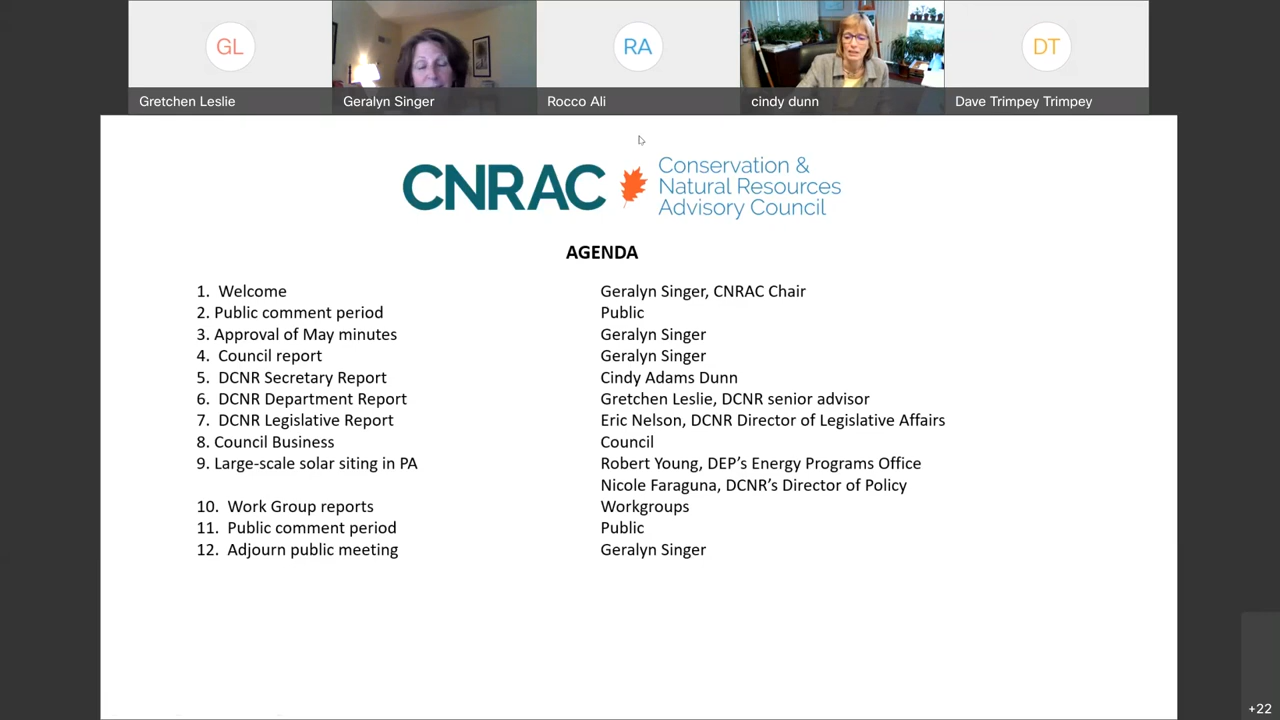 GL
RA
DT
Gretchen Leslie
Geralyn Singer
Rocco Ali
cindy dunn
Dave Trimpey Trimpey
CNRAC
Conservation &
Natural Resources
Advisory Council
AGENDA
1. Welcome Geralyn Singer, CNRAC Chair
2. Public comment period Public
3. Approval of May minutes Geralyn Singer
4. Council report Geralyn Singer
5. DCNR Secretary Report Cindy Adams Dunn
6. DCNR Department Report Gretchen Leslie, DCNR senior advisor
7. DCNR Legislative Report Eric Nelson, DCNR Director of Legislative Affairs
8. Council Business Council
9. Large-scale solar siting in PA Robert Young, DEP's Energy Programs Office
Nicole Faraguna, DCNR's Director of Policy
10. Work Group reports Workgroups
11. Public comment period Public
12. Adjourn public meeting Geralyn Singer
+22